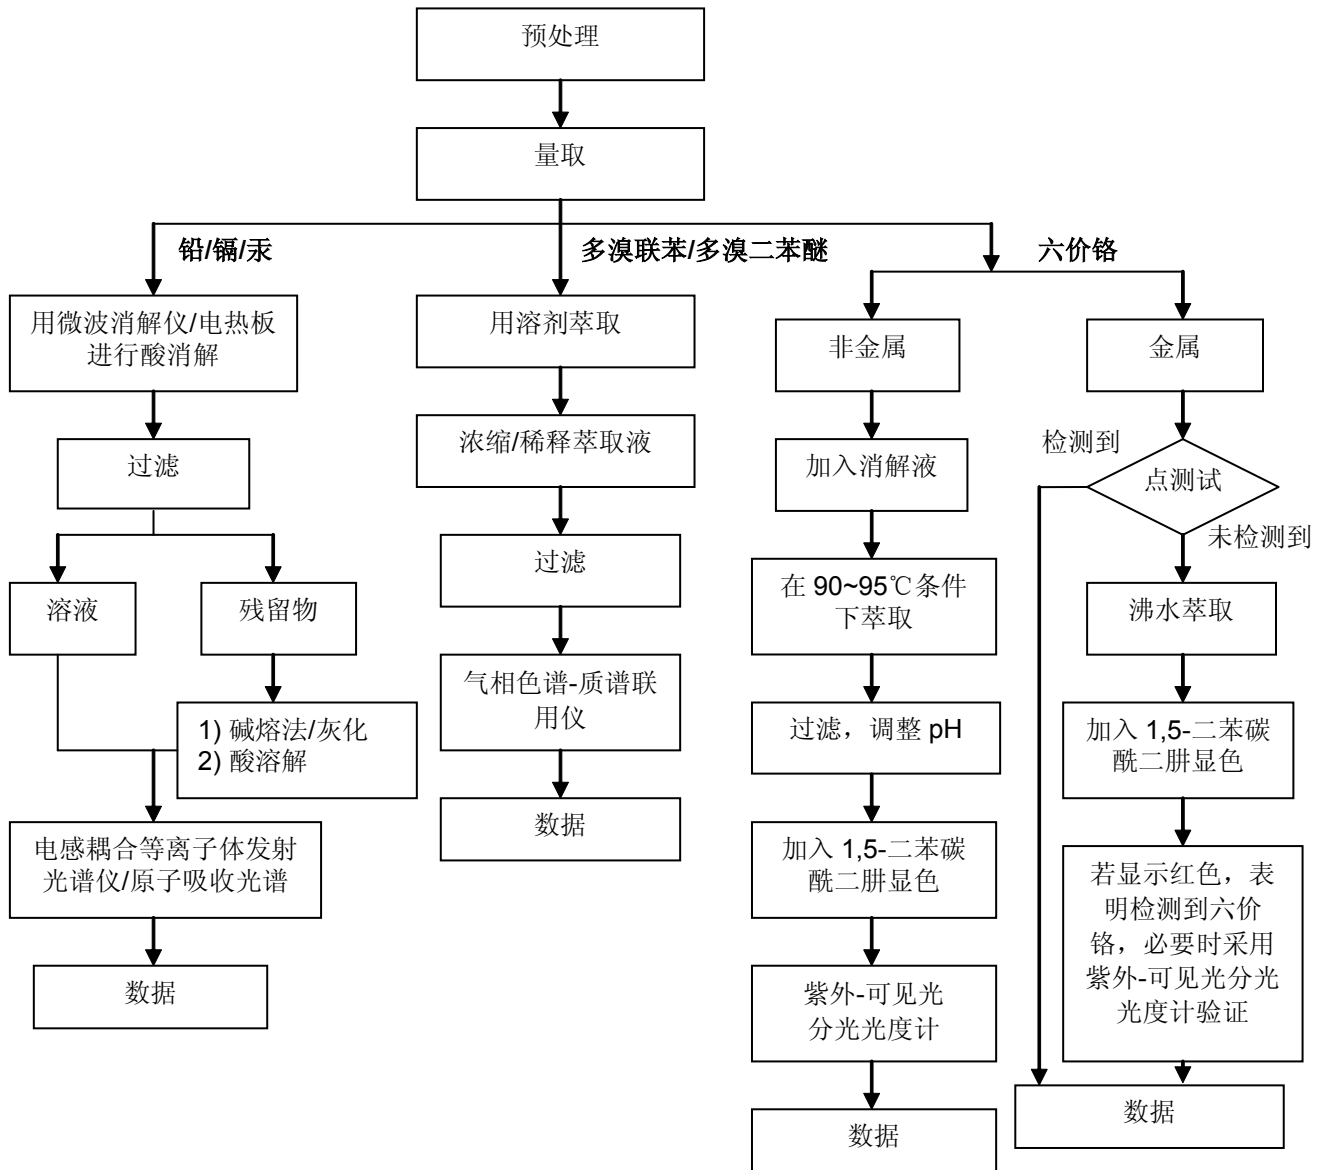 预处理
量取
铅/镉/汞
多溴联苯/多溴二苯醚
六价铬
用微波消解仪/电热板
进行酸消解
过滤
溶液
残留物
1) 碱熔法/灰化
2) 酸溶解
电感耦合等离子体发射
光谱仪/原子吸收光谱
数据
用溶剂萃取
浓缩/稀释萃取液
过滤
气相色谱-质谱联
用仪
数据
非金属
加入消解液
在 90~95℃条件
下萃取
过滤，调整 pH
加入 1,5-二苯碳
酰二肼显色
紫外-可见光
分光光度计
数据
金属
检测到
点测试
未检测到
沸水萃取
加入 1,5-二苯碳
酰二肼显色
若显示红色，表
明检测到六价
铬，必要时采用
紫外-可见光分光
光度计验证
数据